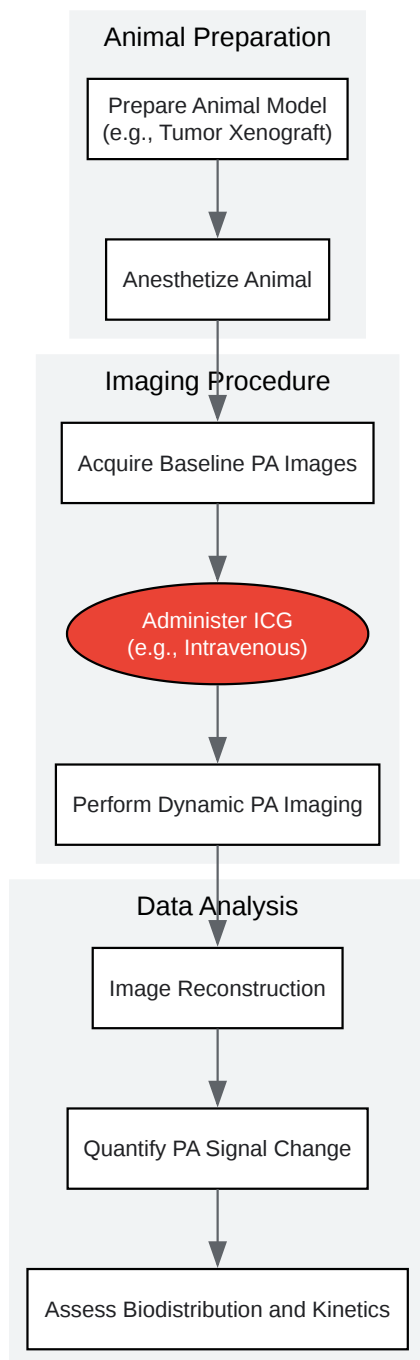 Animal Preparation
Prepare Animal Model
(e.g., Tumor Xenograft)
Anesthetize Animal
Imaging Procedure
Acquire Baseline PA Images
Administer ICG
(e.g., Intravenous)
Perform Dynamic PA Imaging
Data Analysis
Image Reconstruction
Quantify PA Signal Change
Assess Biodistribution and Kinetics